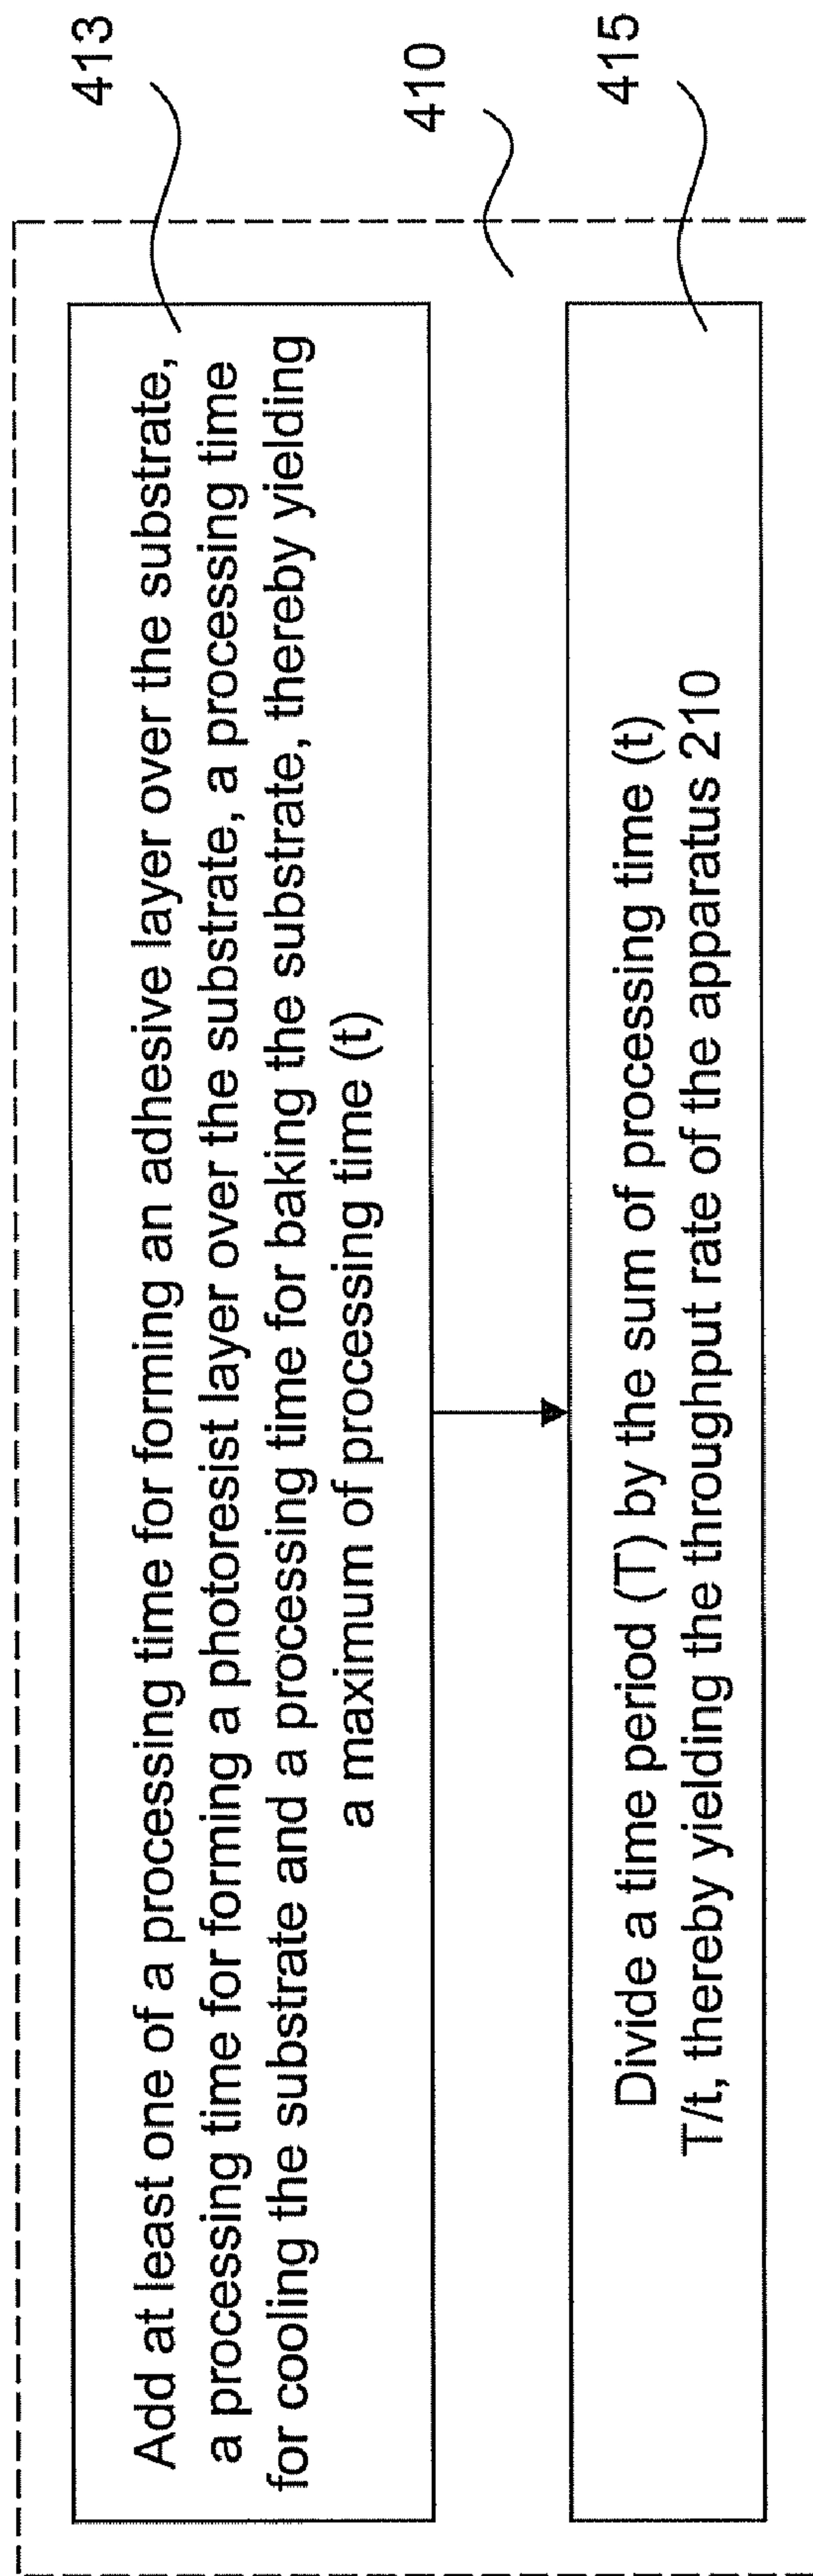 Add at least one of a processing time for forming an adhesive layer over the substrate,
a processing time for forming a photoresist layer over the substrate, a processing time
for cooling the substrate and a processing time for baking the substrate, thereby yielding
a maximum of processing time (t)
413
410
Divide a time period (T) by the sum of processing time (t)
T/t, thereby yielding the throughput rate of the apparatus 210
415